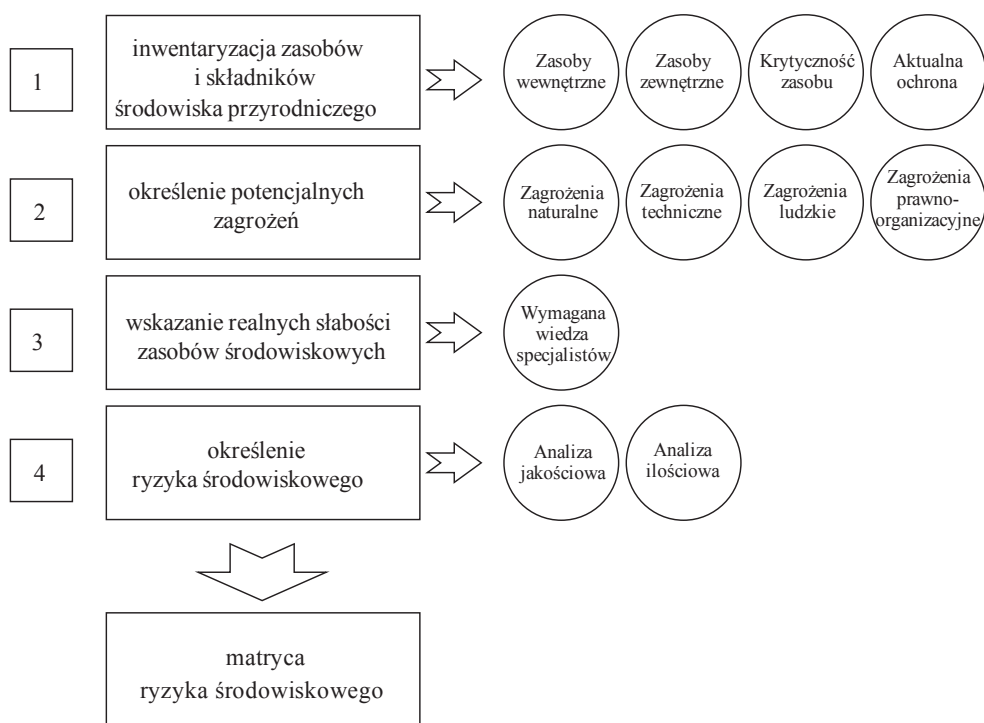 1
inwentaryzacja zasobów
i składników
środowiska przyrodniczego
Zasoby
wewnętrzne
Zasoby
zewnętrzne
Krytyczność
zasobu
Aktualna
ochrona
2
określenie potencjalnych
zagrożeń
Zagrożenia
naturalne
Zagrożenia
techniczne
Zagrożenia
ludzkie
Zagrożenia
prawno-
organizacyjne
3
wskazanie realnych słabości
zasobów środowiskowych
Wymagana
wiedza
specjalistów
4
określenie
ryzyka środowiskowego
Analiza
jakościowa
Analiza
ilościowa
matryca
ryzyka środowiskowego